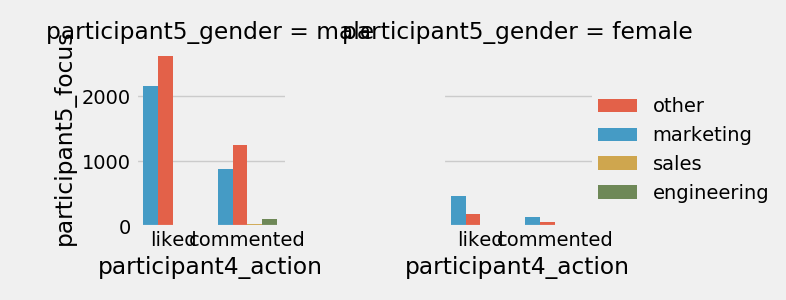 participant5_gender = male
participant5_gender = female
participant5_focus
2000
1000
0
liked
commented
liked
commented
participant4_action
participant4_action
other
marketing
sales
engineering